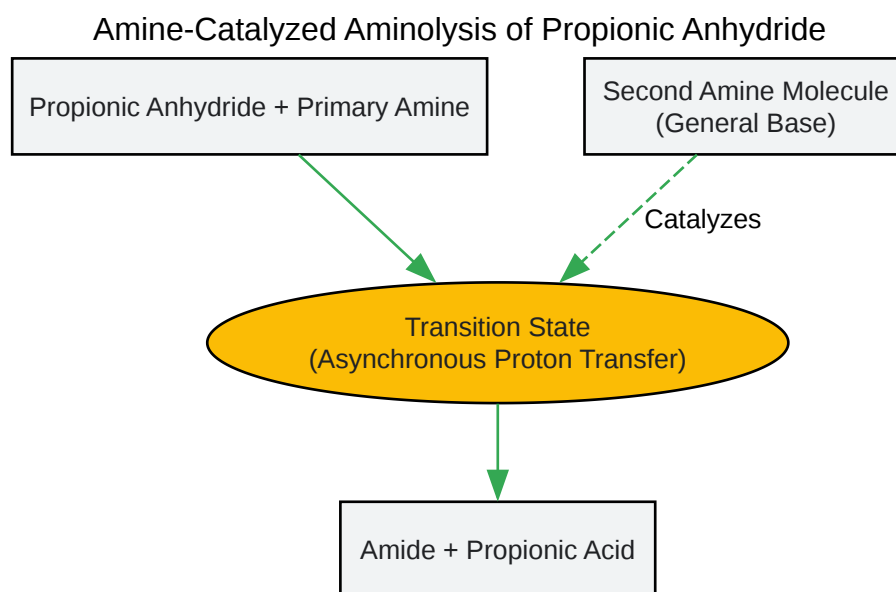 Amine-Catalyzed Aminolysis of Propionic Anhydride
Propionic Anhydride + Primary Amine
Second Amine Molecule
(General Base)
Catalyzes
Transition State
(Asynchronous Proton Transfer)
Amide + Propionic Acid